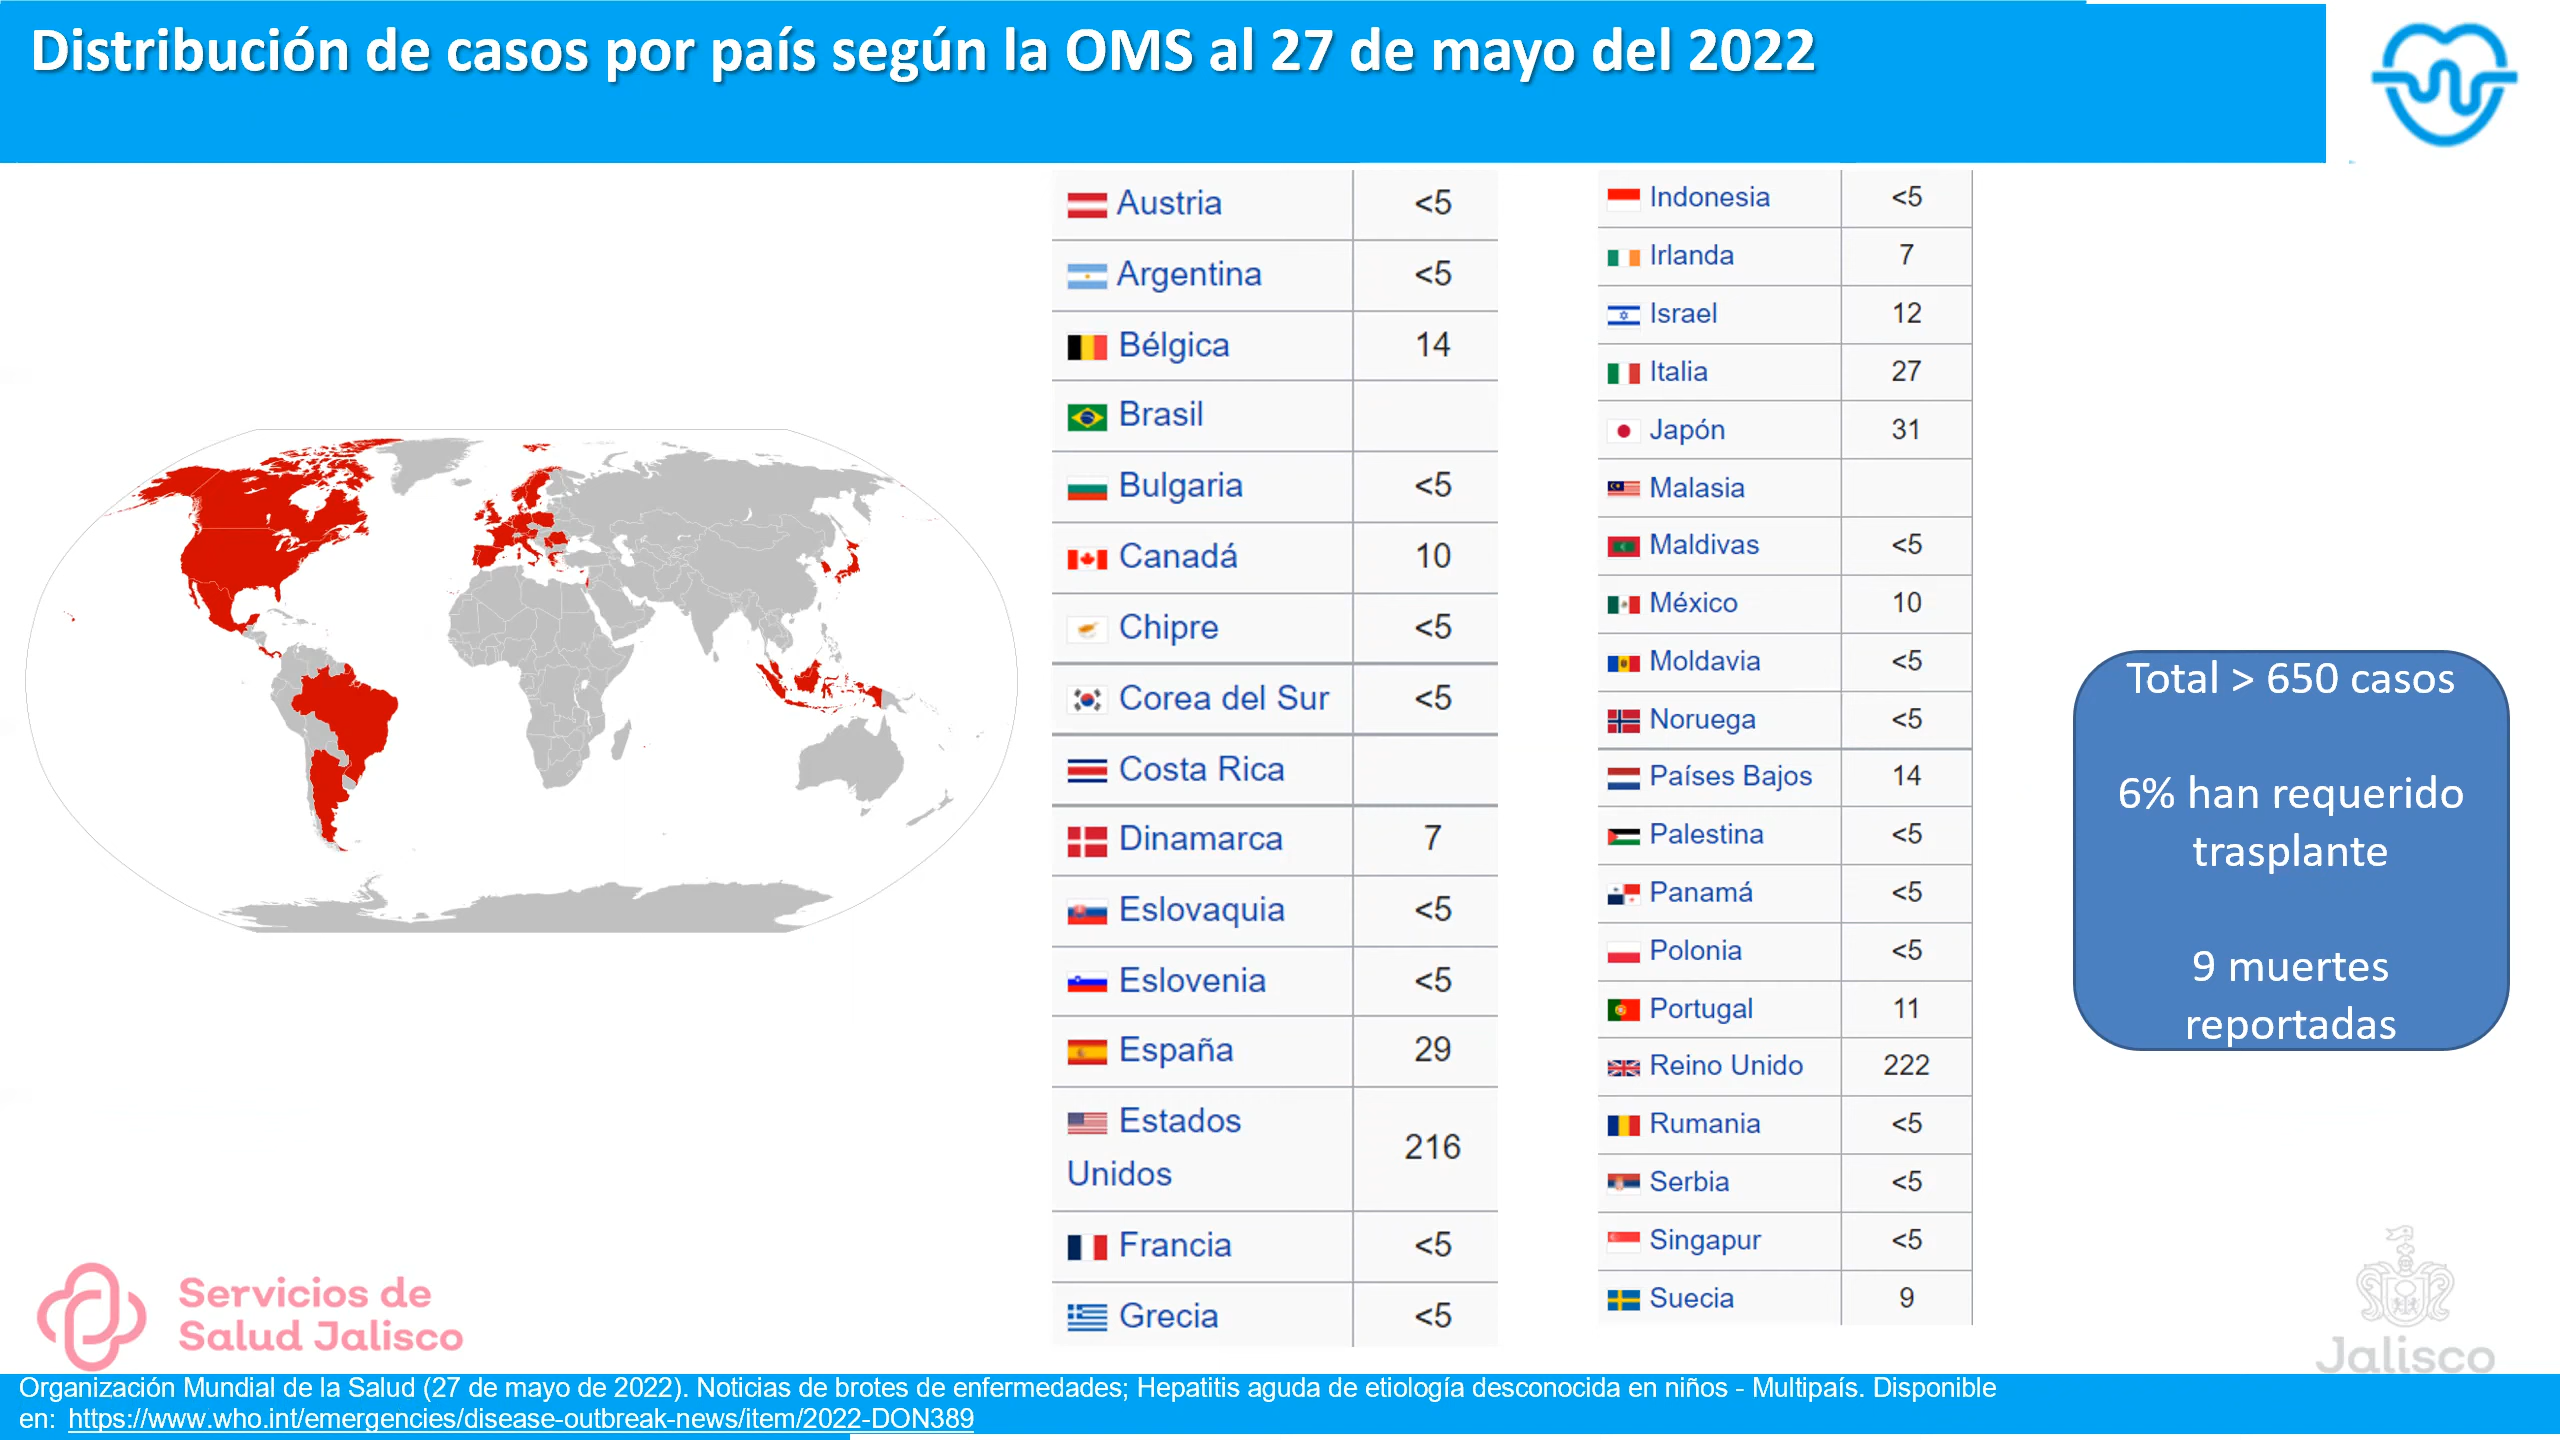 Distribución de casos por país según la OMS al 27 de mayo del 2022
Austria <5
Argentina <5
Bélgica 14
Brasil
Bulgaria <5
Canadá 10
Chipre <5
Corea del Sur <5
Costa Rica
Dinamarca 7
Eslovaquia <5
Eslovenia <5
España 29
Estados
Unidos 216
Francia <5
Grecia <5
Indonesia <5
Irlanda 7
Israel 12
Italia 27
Japón 31
Malasia
Maldivas <5
México 10
Moldavia <5
Noruega <5
Países Bajos 14
Palestina <5
Panamá <5
Polonia <5
Portugal 11
Reino Unido 222
Rumania <5
Serbia <5
Singapur <5
Suecia 9
Total > 650 casos
6% han requerido
trasplante
9 muertes
reportadas
Servicios de
Salud Jalisco
Jalisco
Organización Mundial de la Salud (27 de mayo de 2022). Noticias de brotes de enfermedades; Hepatitis aguda de etiología desconocida en niños - Multipaís. Disponible
en: https://www.who.int/emergencies/disease-outbreak-news/item/2022-DON389